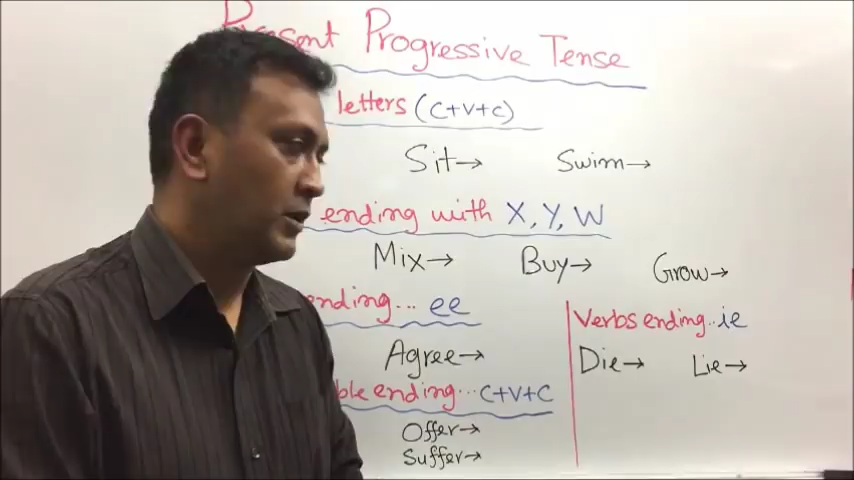 Present Progressive Tense
letters (C+V+C)
Sit→ Swim→
ending with X, Y, W
Mix→ Buy→ Grow→
ending... ee
Agree→
ending... C+V+C
Offer→
Suffer→
Verbs ending..ie
Die→ Lie→